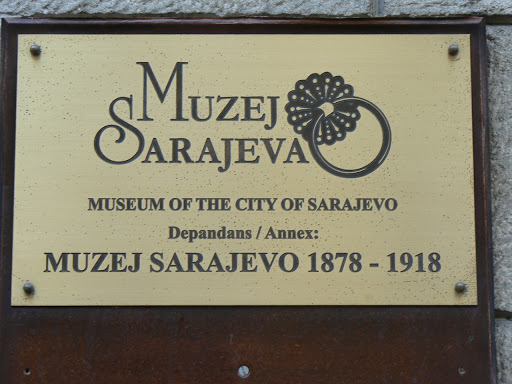 MUZEJ
SARAJEVA
MUSEUM OF THE CITY OF SARAJEVO
Depandans / Annex:
MUZEJ SARAJEVO 1878 - 1918